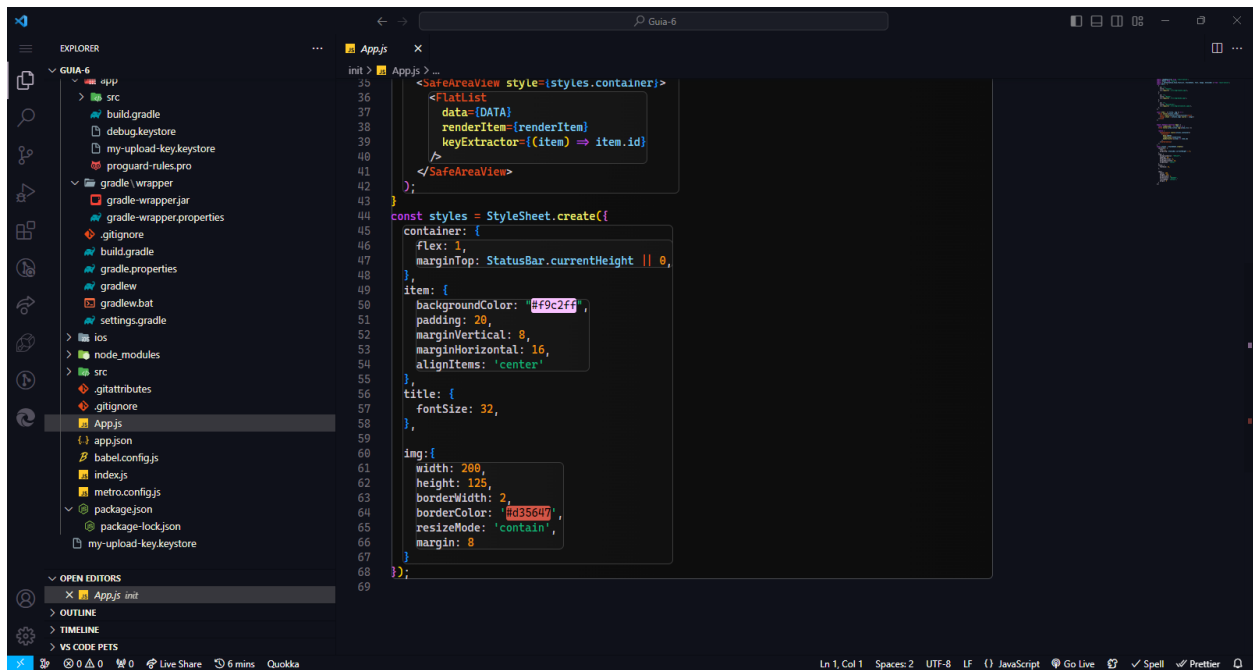 Guia-6
EXPLORER
GUIA-6
app
src
build.gradle
debug.keystore
my-upload-key.keystore
proguard-rules.pro
gradle\wrapper
gradle-wrapper.jar
gradle-wrapper.properties
.gitignore
build.gradle
gradle.properties
gradlew
gradlew.bat
settings.gradle
ios
node_modules
src
.gitattributes
.gitignore
App.js
app.json
babel.config.js
index.js
metro.config.js
package.json
package-lock.json
my-upload-key.keystore
OPEN EDITORS
App.js init
OUTLINE
TIMELINE
VS CODE PETS
App.js
init > App.js > ...
35 <SafeAreaView style={styles.container}>
36 <FlatList
37 data={DATA}
38 renderItem={renderItem}
39 keyExtractor={(item) => item.id}
40 />
41 </SafeAreaView>
42 );
43 }
44 const styles = StyleSheet.create({
45 container: {
46 flex: 1,
47 marginTop: StatusBar.currentHeight || 0,
48 },
49 item: {
50 backgroundColor: "#f9c2ff",
51 padding: 20,
52 marginVertical: 8,
53 marginHorizontal: 16,
54 alignItems: 'center'
55 },
56 title: {
57 fontSize: 32,
58 },
59
60 img:{
61 width: 200,
62 height: 125,
63 borderWidth: 2,
64 borderColor: '#d35647',
65 resizeMode: 'contain',
66 margin: 8
67 }
68 });
69
0 0 0 Live Share 6 mins Quokka
Ln 1, Col 1 Spaces: 2 UTF-8 LF {} JavaScript Go Live Spell Prettier